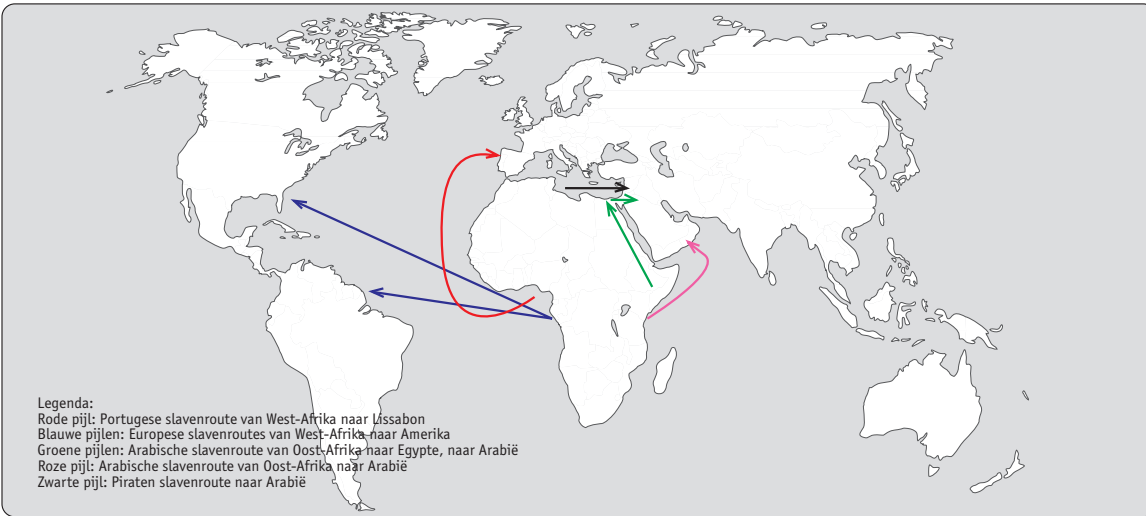 Legenda:
Rode pijl: Portugese slavenroute van West-Afrika naar Lissabon
Blauwe pijlen: Europese slavenroutes van West-Afrika naar Amerika
Groene pijlen: Arabische slavenroute van Oost-Afrika naar Egypte, naar Arabië
Roze pijl: Arabische slavenroute van Oost-Afrika naar Arabië
Zwarte pijl: Piraten slavenroute naar Arabië